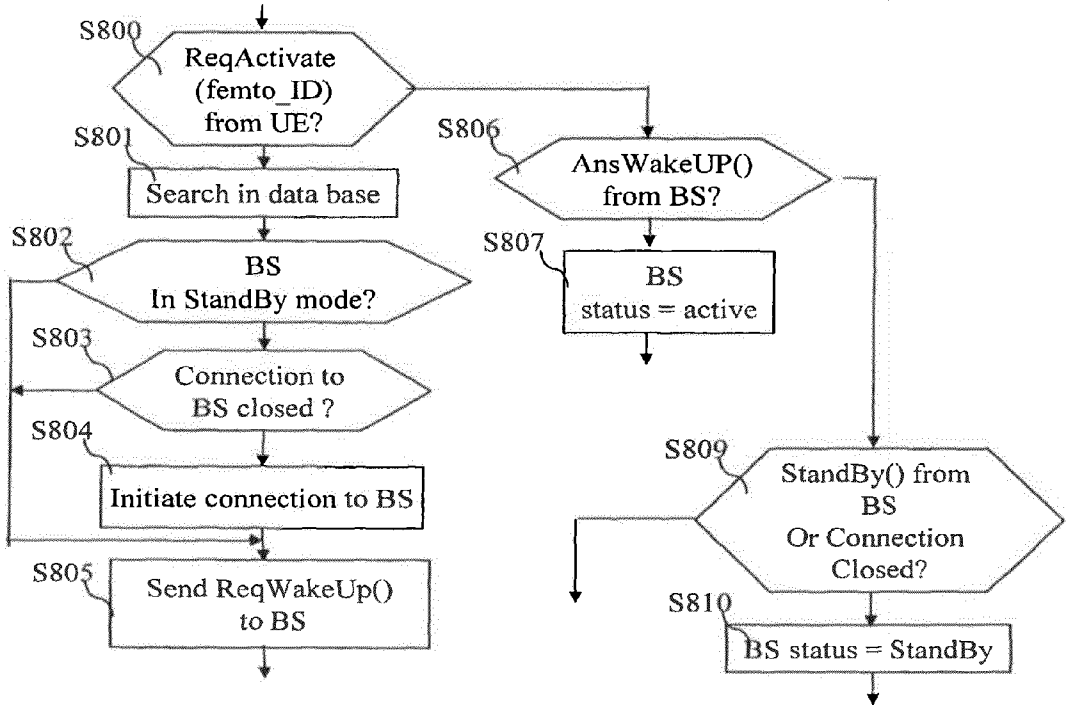 S800
ReqActivate
(femto_ID)
from UE?
S801
Search in data base
S802
BS
In StandBy mode?
S803
Connection to
BS closed ?
S804
Initiate connection to BS
S805
Send ReqWakeUp()
to BS
S806
AnsWakeUP()
from BS?
S807
BS
status = active
S809
StandBy() from
BS
Or Connection
Closed?
S810
BS status = StandBy